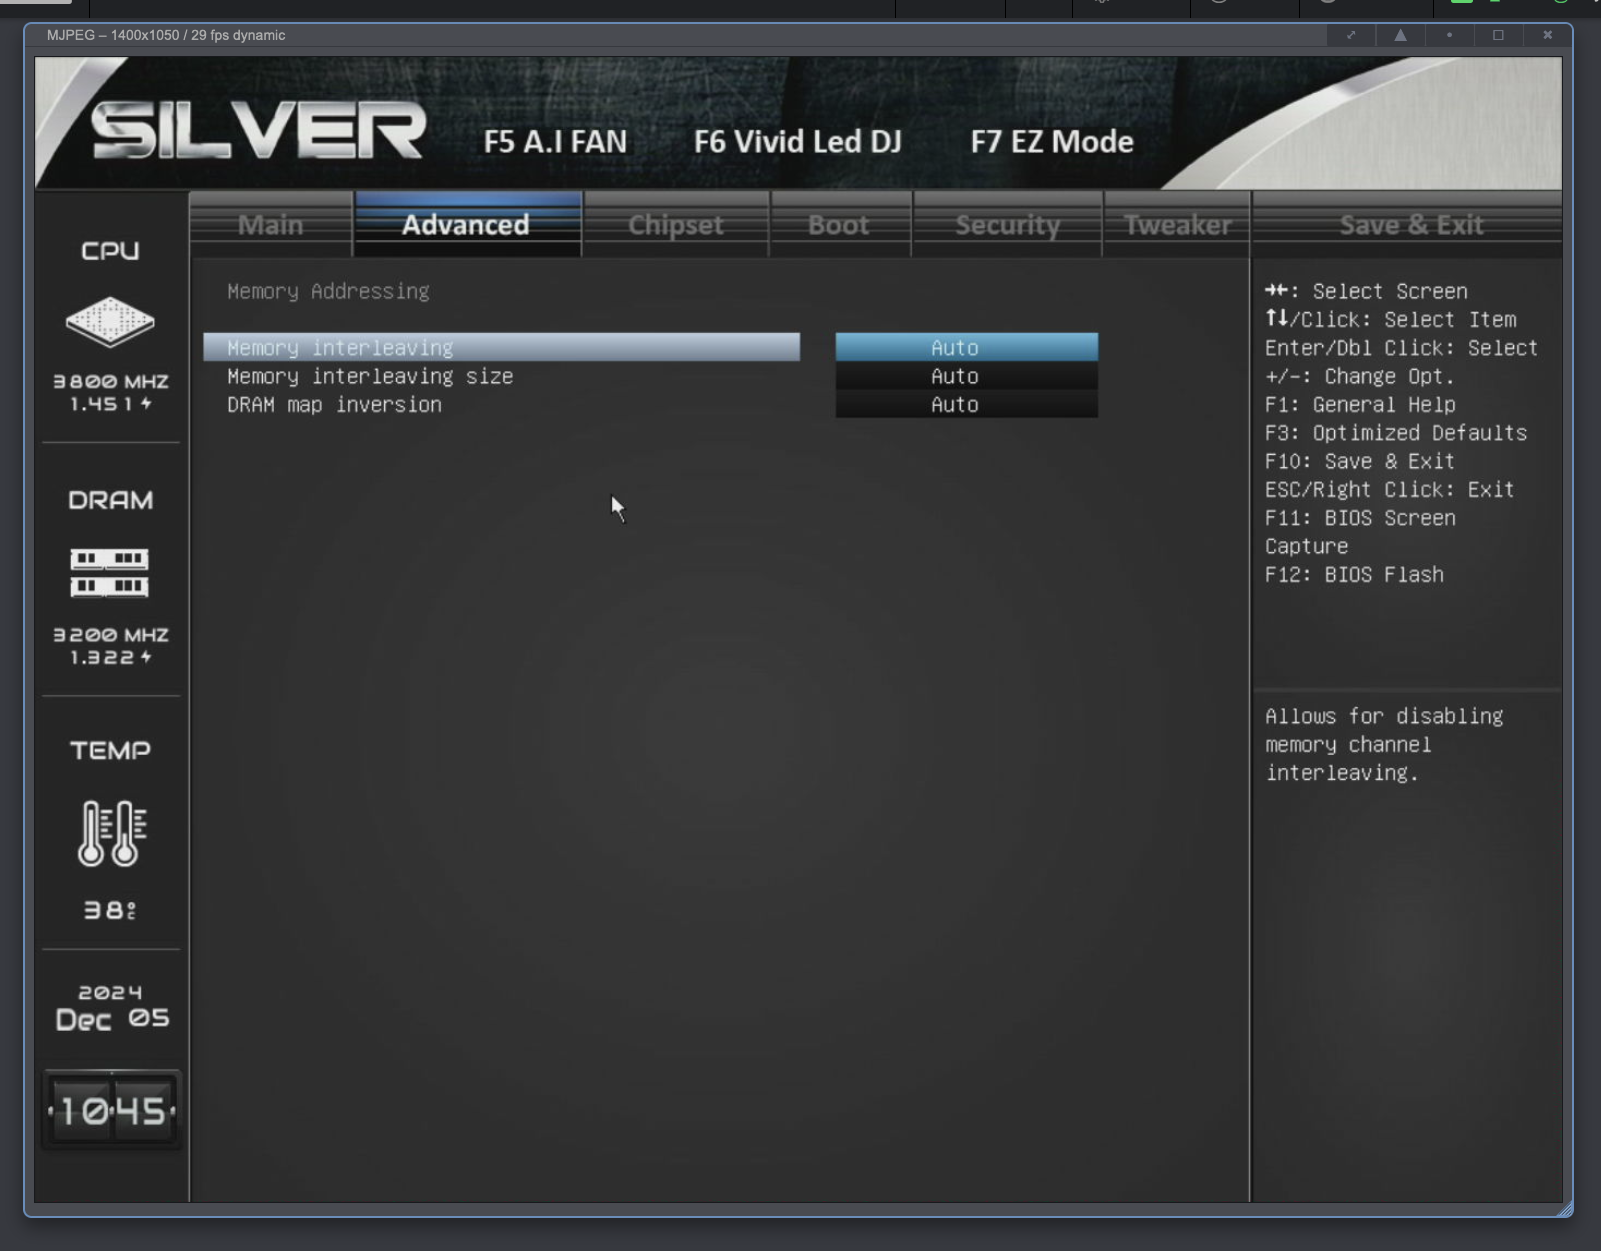 MJPEG – 1400x1050 / 29 fps dynamic
SILVER
F5 A.I FAN
F6 Vivid Led DJ
F7 EZ Mode
Main
Advanced
Chipset
Boot
Security
Tweaker
Save & Exit
CPU
3800 MHZ
1.451
DRAM
3200 MHZ
1.322
TEMP
38°C
2024
Dec 05
10:45
Memory Addressing
Memory interleaving Auto
Memory interleaving size Auto
DRAM map inversion Auto
→←: Select Screen
↑↓/Click: Select Item
Enter/Dbl Click: Select
+/-: Change Opt.
F1: General Help
F3: Optimized Defaults
F10: Save & Exit
ESC/Right Click: Exit
F11: BIOS Screen
Capture
F12: BIOS Flash
Allows for disabling
memory channel
interleaving.